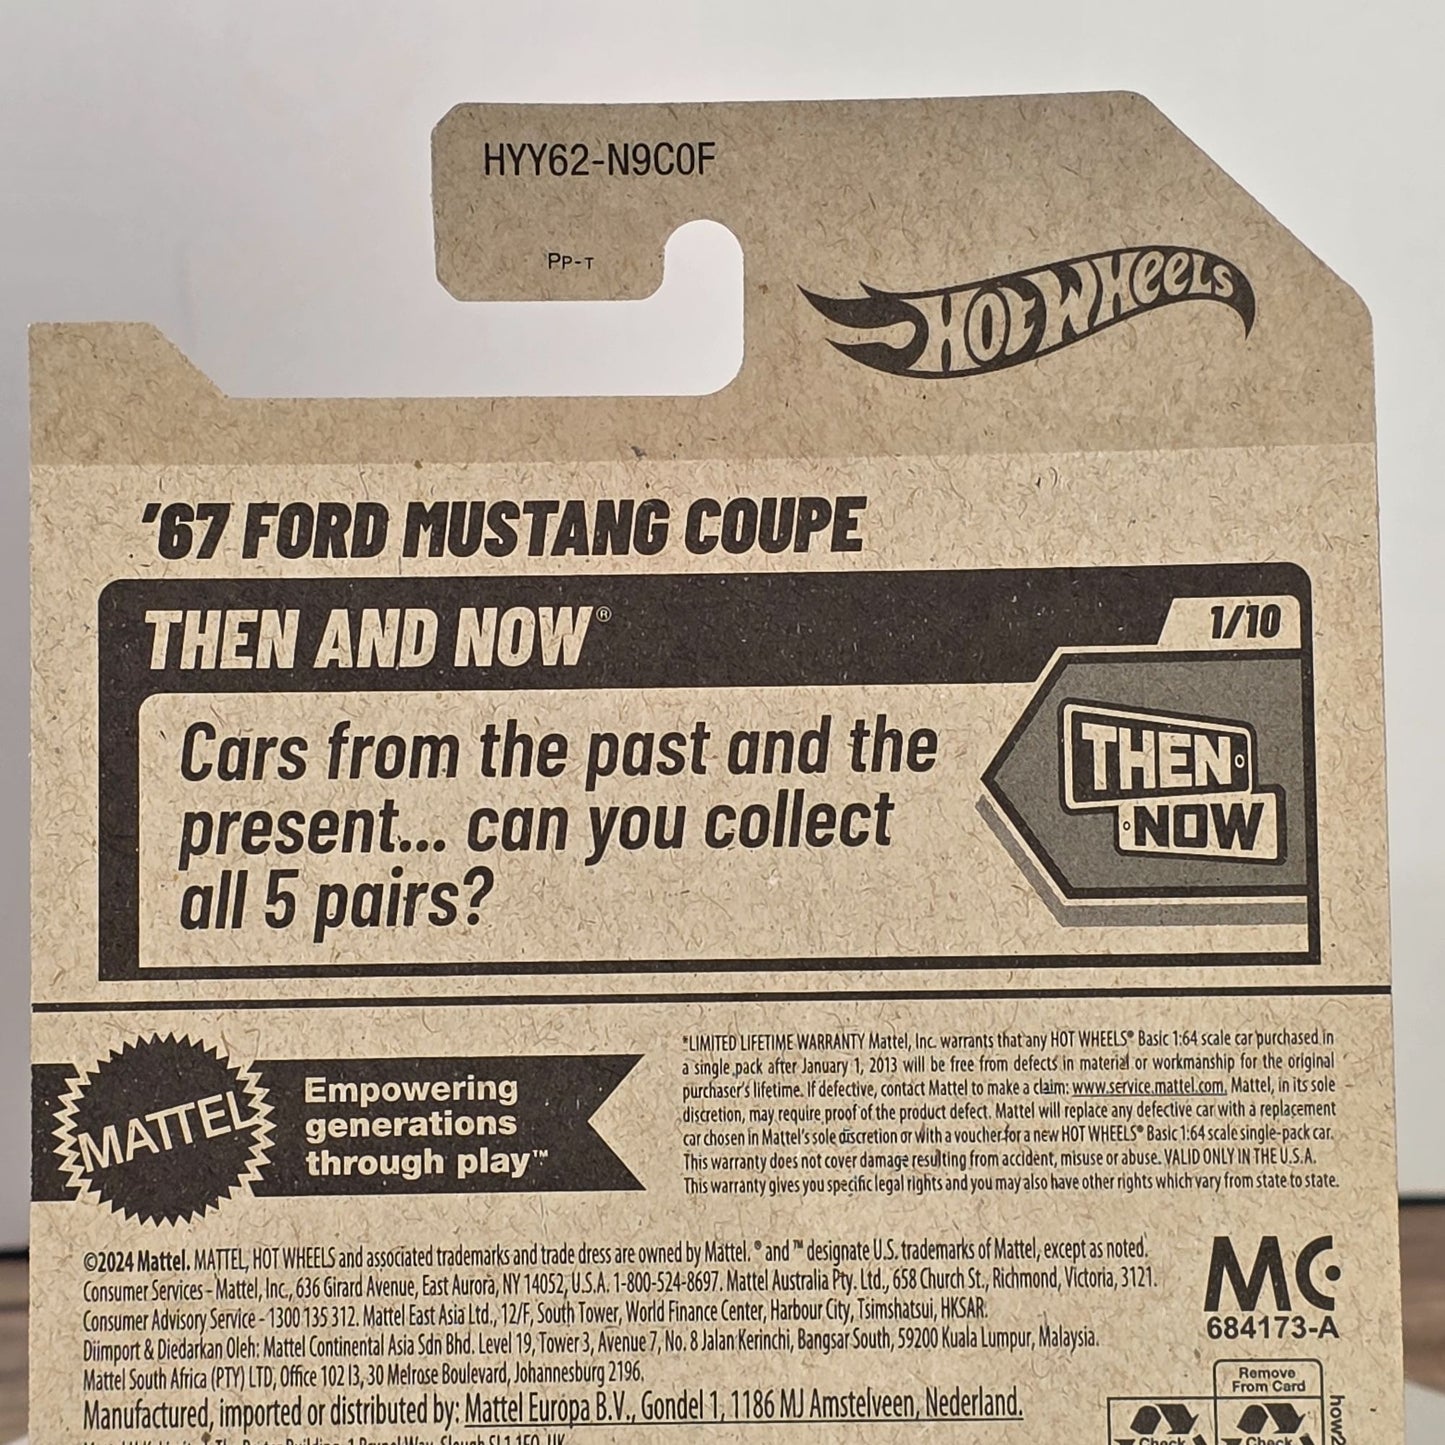 HYY62-N9C0F
PP-T
HOT WHEELS
'67 FORD MUSTANG COUPE
THEN AND NOW®
1/10
Cars from the past and the
present... can you collect
all 5 pairs?
THEN
NOW
MATTEL
Empowering
generations
through play™
*LIMITED LIFETIME WARRANTY Mattel, Inc. warrants that any HOT WHEELS® Basic 1:64 scale car purchased in
a single pack after January 1, 2013 will be free from defects in material or workmanship for the original
purchaser's lifetime. If defective, contact Mattel to make a claim: www.service.mattel.com. Mattel, in its sole
discretion, may require proof of the product defect. Mattel will replace any defective car with a replacement
car chosen in Mattel's sole discretion or with a voucher for a new HOT WHEELS® Basic 1:64 scale single-pack car.
This warranty does not cover damage resulting from accident, misuse or abuse. VALID ONLY IN THE U.S.A.
This warranty gives you specific legal rights and you may also have other rights which vary from state to state.
©2024 Mattel. MATTEL, HOT WHEELS and associated trademarks and trade dress are owned by Mattel. ® and ™ designate U.S. trademarks of Mattel, except as noted.
Consumer Services - Mattel, Inc., 636 Girard Avenue, East Aurora, NY 14052, U.S.A. 1-800-524-8697. Mattel Australia Pty. Ltd., 658 Church St., Richmond, Victoria, 3121.
Consumer Advisory Service - 1300 135 312. Mattel East Asia Ltd., 12/F, South Tower, World Finance Center, Harbour City, Tsimshatsui, HKSAR.
Diimport & Diedarkan Oleh: Mattel Continental Asia Sdn Bhd. Level 19, Tower 3, Avenue 7, No. 8 Jalan Kerinchi, Bangsar South, 59200 Kuala Lumpur, Malaysia.
Mattel South Africa (PTY) LTD, Office 102 I3, 30 Melrose Boulevard, Johannesburg 2196.
Manufactured, imported or distributed by: Mattel Europa B.V., Gondel 1, 1186 MJ Amstelveen, Nederland.
MC
684173-A
Remove
From Card
how2
Check
Check